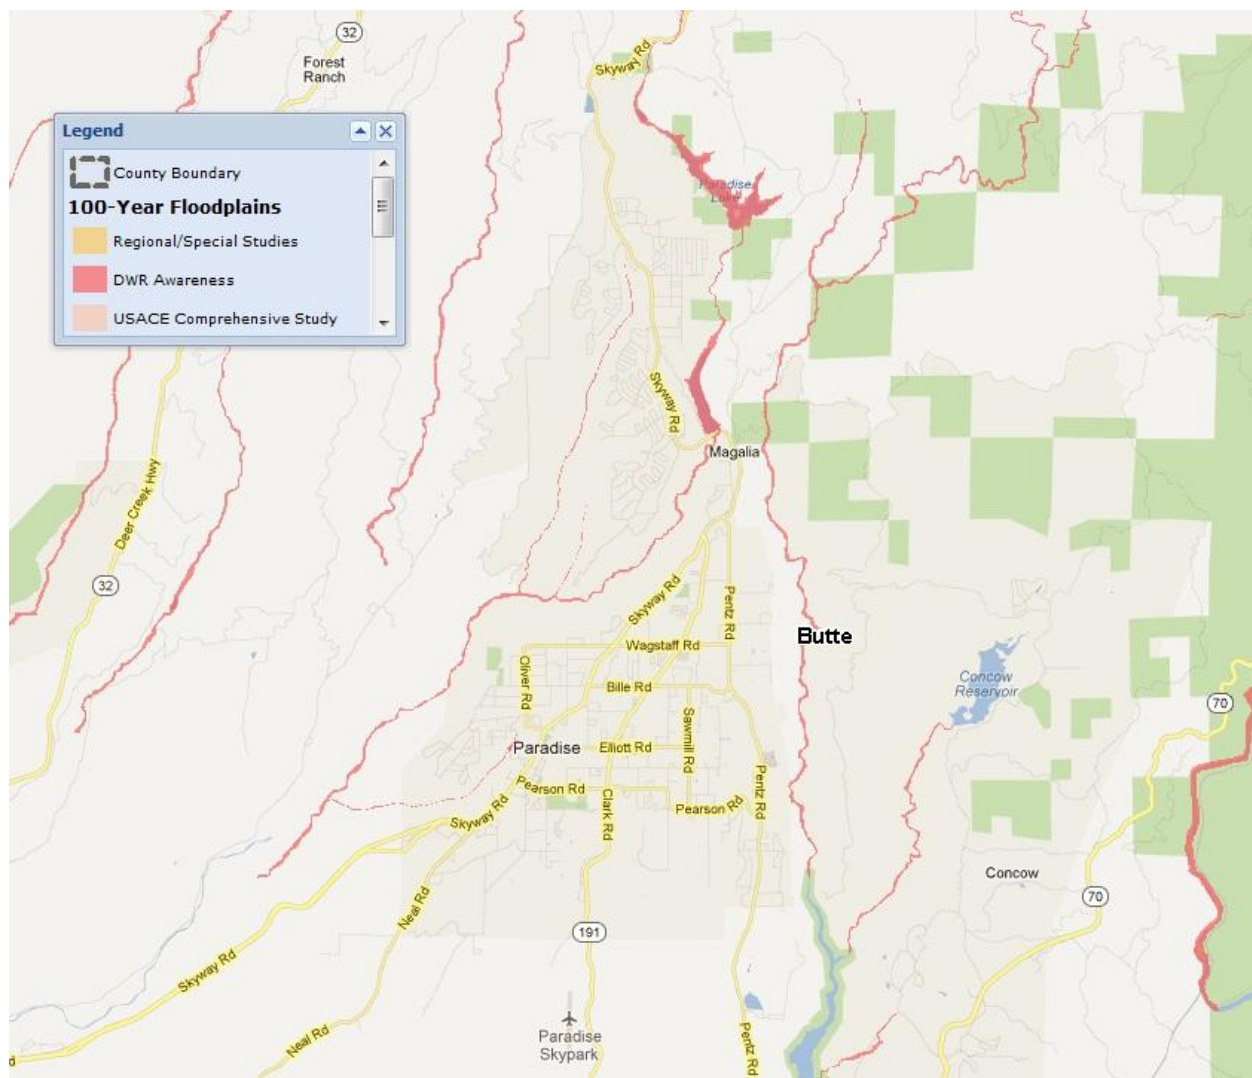 32
Forest
Ranch
Skyway Rd
Legend
County Boundary
100-Year Floodplains
Regional/Special Studies
DWR Awareness
USACE Comprehensive Study
Paradise
Lake
Skyway Rd
Magalia
Deer Creek Hwy
32
Skyway Rd
Pentz Rd
Butte
Wagstaff Rd
Oliver Rd
Bille Rd
Concow
Reservoir
70
Sawmill Rd
Paradise
Elliott Rd
Pearson Rd
Clark Rd
Pearson Rd
Pentz Rd
Skyway Rd
Concow
70
Neal Rd
191
Skyway Rd
Paradise
Skypark
Neal Rd
Pentz Rd
d